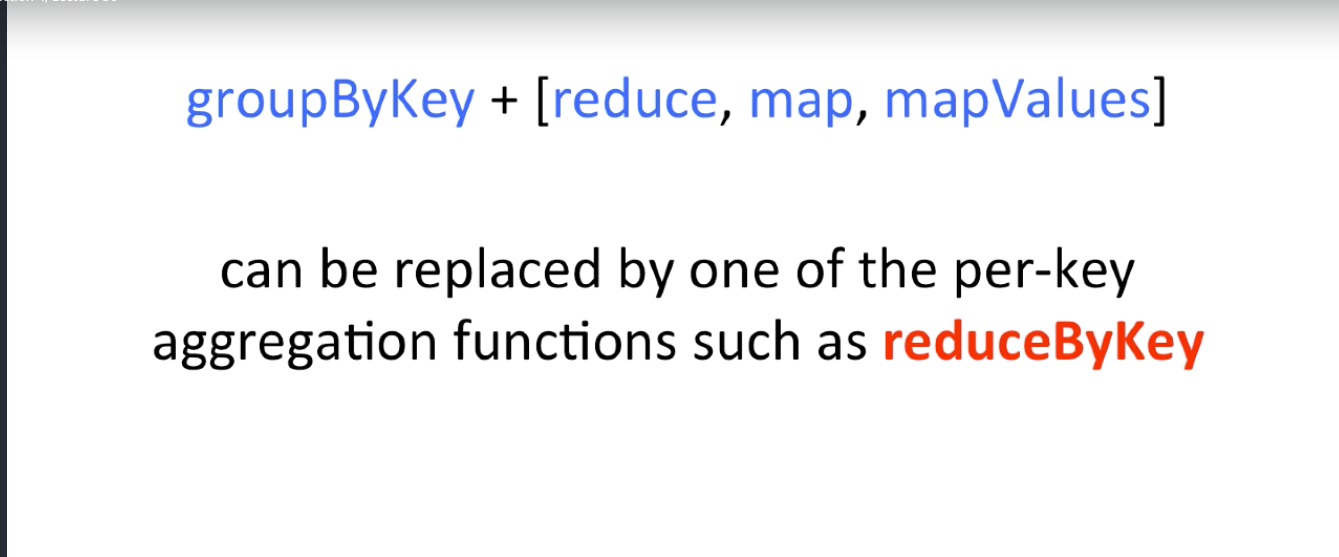 groupByKey + [reduce, map, mapValues]
can be replaced by one of the per-key
aggregation functions such as reduceByKey